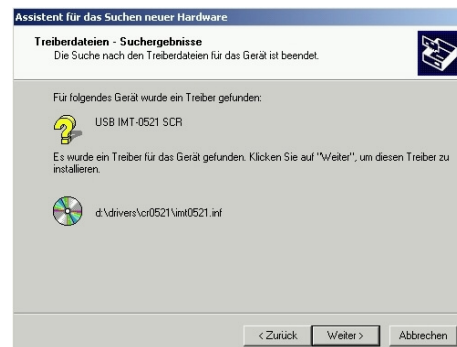 Assistent für das Suchen neuer Hardware
Treiberdateien - Suchergebnisse
Die Suche nach den Treiberdateien für das Gerät ist beendet.
Für folgendes Gerät wurde ein Treiber gefunden:
USB IMT-0521 SCR
Es wurde ein Treiber für das Gerät gefunden. Klicken Sie auf "Weiter", um diesen Treiber zu
installieren.
d:\drivers\cr0521\imt0521.inf
< Zurück
Weiter >
Abbrechen